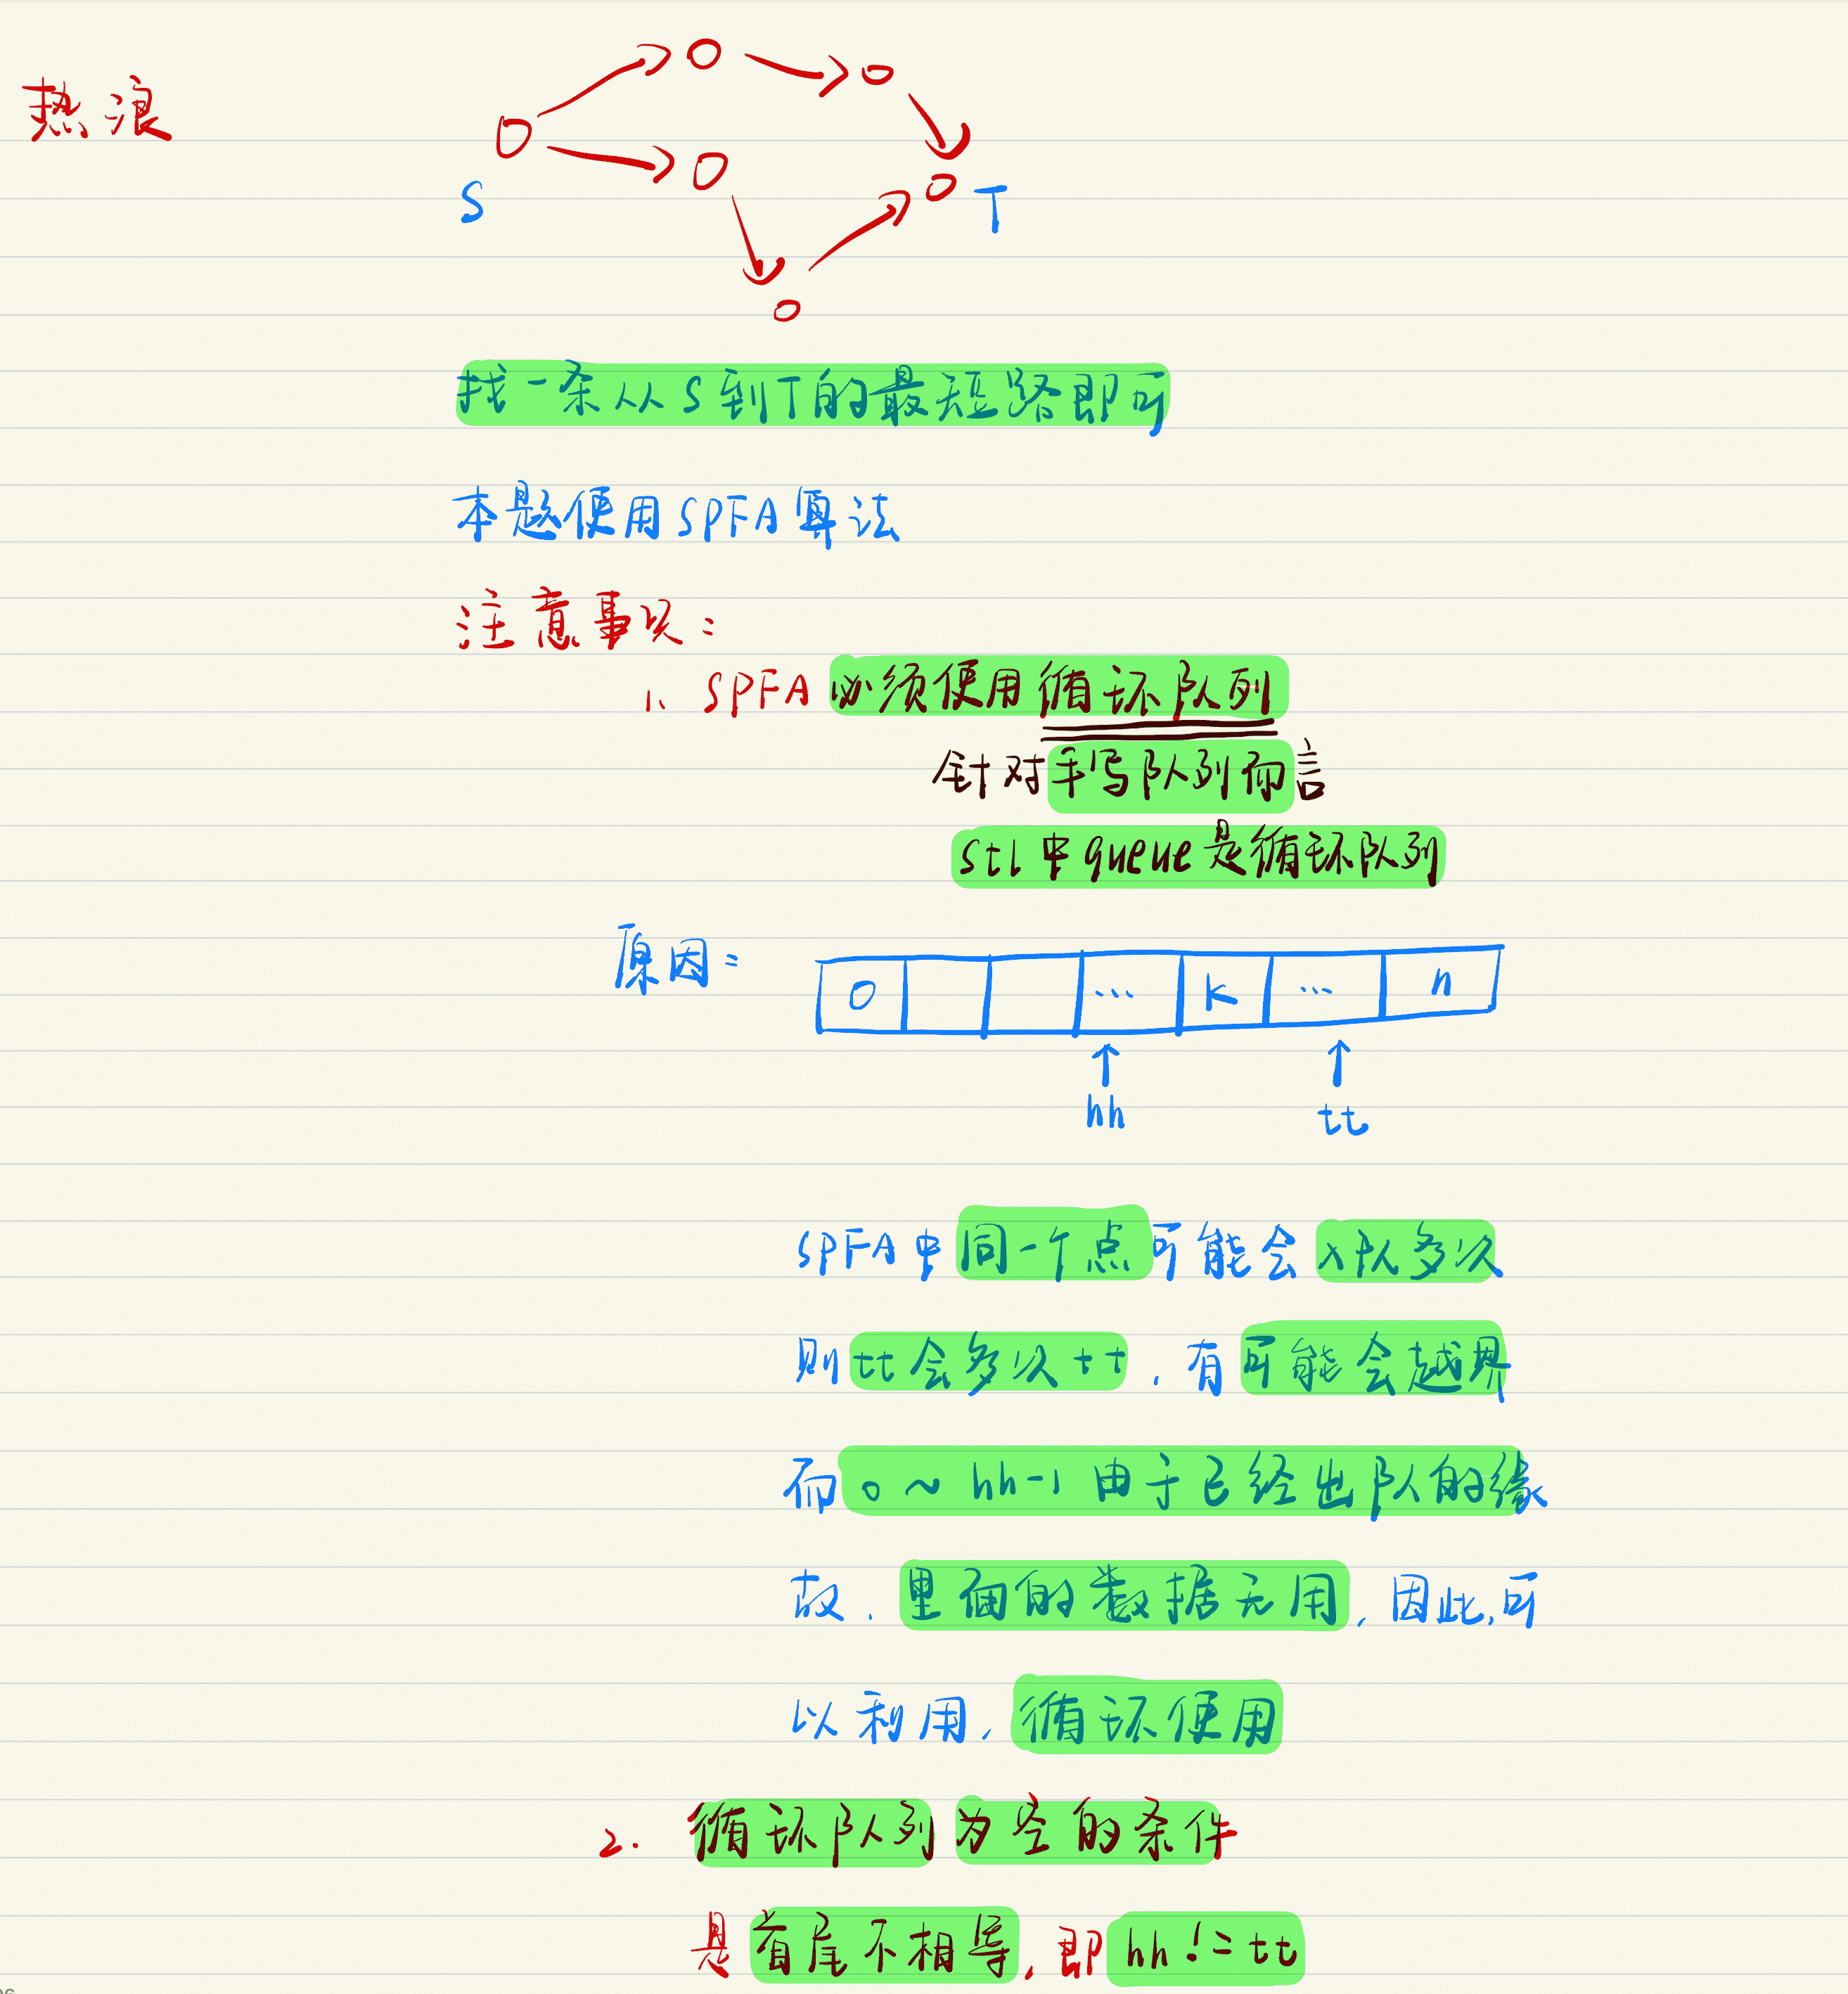 热浪
S
T
找一条从S到T的最短路即可
本题使用SPFA算法
注意事项:
1、SPFA必须使用循环队列
针对手写队列而言
stl中queue是循环队列
原因:
0 ... k ... n
hh
tt
SPFA中同一个点可能会入队多次
则tt会多次++,有可能会越界
而0~hh-1由于已经出队的缘
故,里面的数据无用,因此,可
以利用,循环使用
2. 循环队列为空的条件
是首尾不相等,即hh!=tt